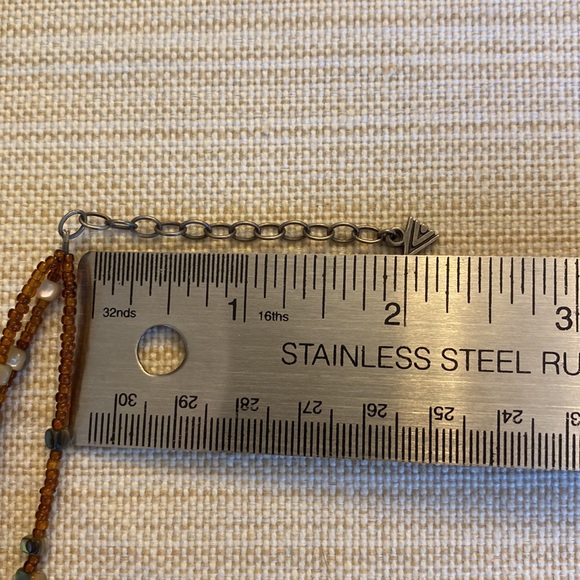 1 2 3
32nds 16ths
STAINLESS STEEL RU
30 29 28 27 26 25 24